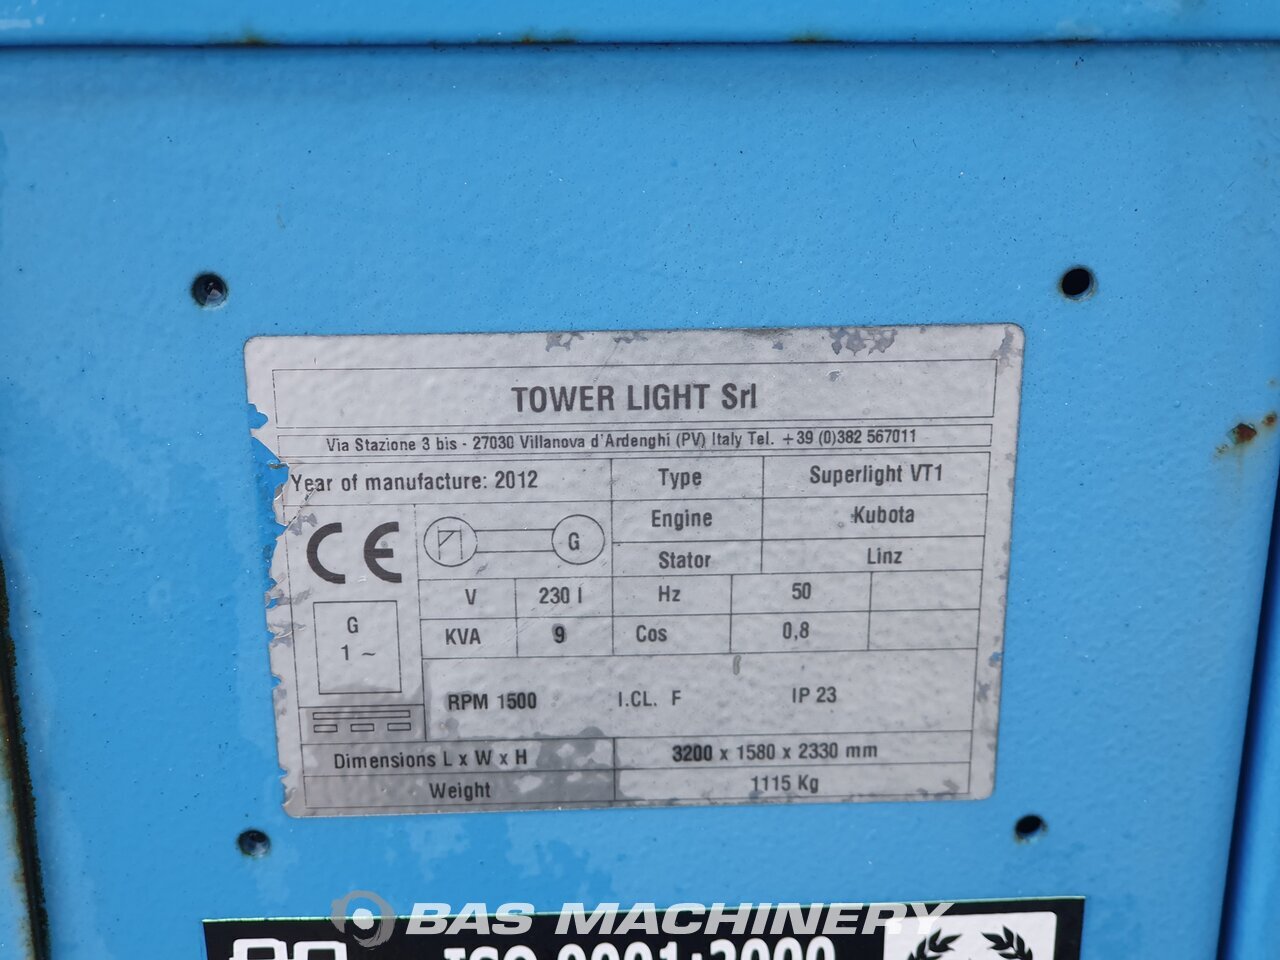 TOWER LIGHT Srl
Via Stazione 3 bis - 27030 Villanova d'Ardenghi (PV) Italy Tel. +39 (0)382 567011
Year of manufacture: 2012 Type Superlight VT1
Engine Kubota
Stator Linz
CE G
V 230 I Hz 50
KVA 9 Cos 0,8
G
1 ~
RPM 1500 I.CL. F IP 23
Dimensions L x W x H 3200 x 1580 x 2330 mm
Weight 1115 Kg
BAS MACHINERY
ISO 9001:2000